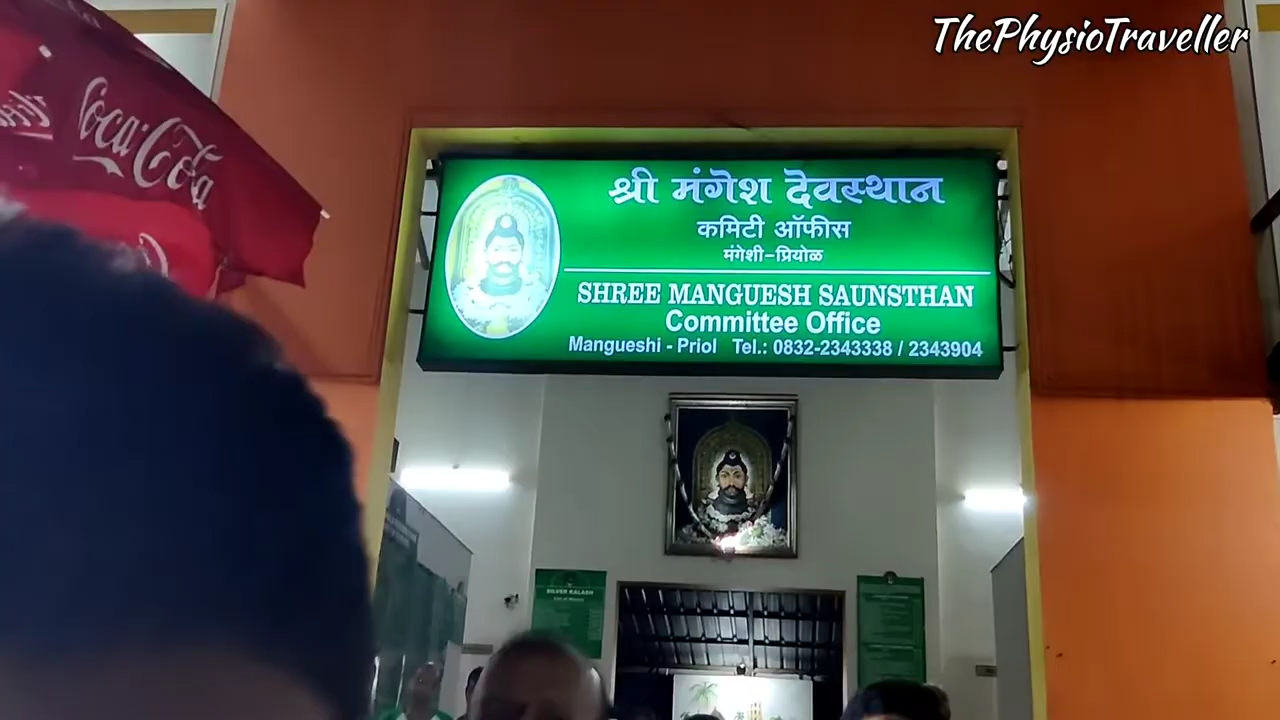 ThePhysioTraveller
Coca-Cola
श्री मंगेश देवस्थान
कमिटी ऑफीस
मंगेशी-प्रियोळ
SHREE MANGUESH SAUNSTHAN
Committee Office
Mangueshi - Priol Tel.: 0832-2343338 / 2343904
SILVER KALASH